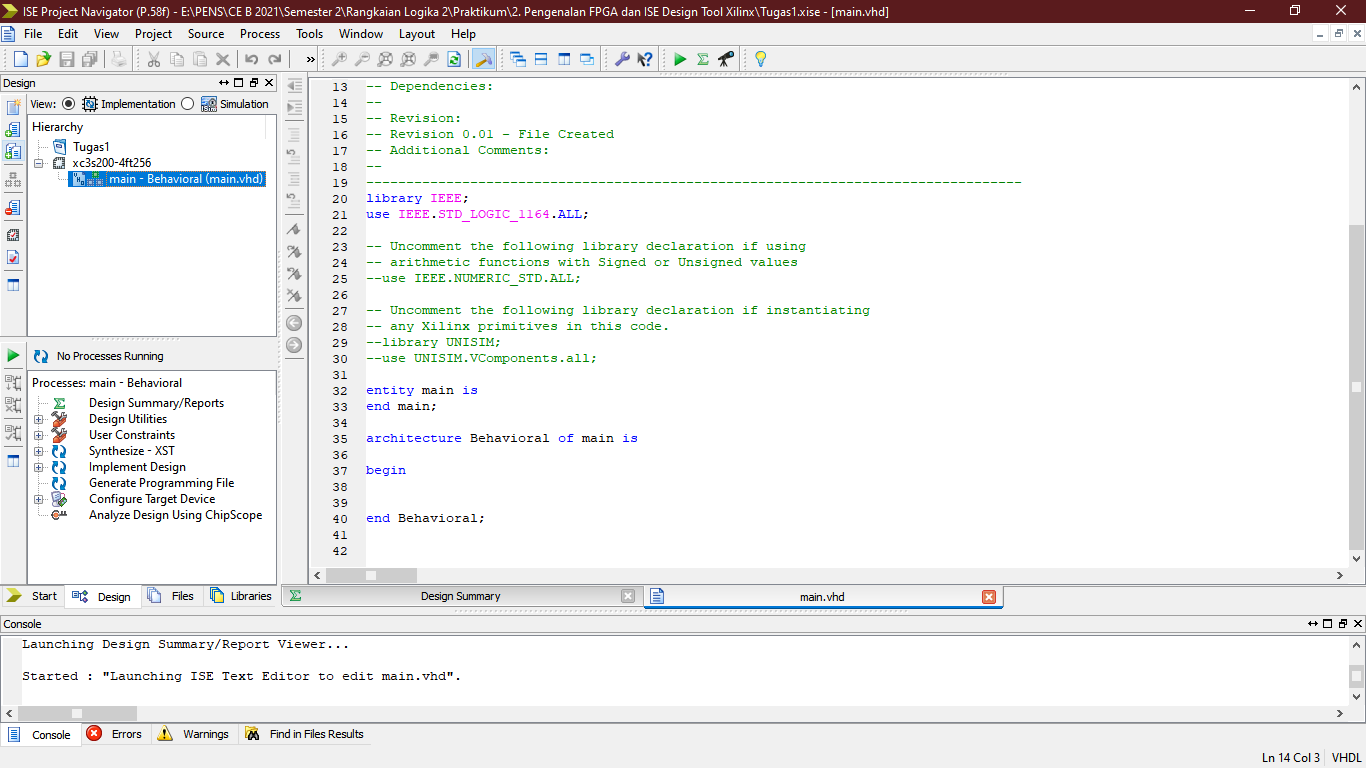 ISE Project Navigator (P.58f) - E:\PENS\CE B 2021\Semester 2\Rangkaian Logika 2\Praktikum\2. Pengenalan FPGA dan ISE Design Tool Xilinx\Tugas1.xise - [main.vhd]
File Edit View Project Source Process Tools Window Layout Help
»
Design
View: Implementation Simulation
Hierarchy
Tugas1
xc3s200-4ft256
main - Behavioral (main.vhd)
No Processes Running
Processes: main - Behavioral
Design Summary/Reports
Design Utilities
User Constraints
Synthesize - XST
Implement Design
Generate Programming File
Configure Target Device
Analyze Design Using ChipScope
Start Design Files Libraries
13 -- Dependencies:
14 --
15 -- Revision:
16 -- Revision 0.01 - File Created
17 -- Additional Comments:
18 --
19 ----------------------------------------------------------------------------------
20 library IEEE;
21 use IEEE.STD_LOGIC_1164.ALL;
22
23 -- Uncomment the following library declaration if using
24 -- arithmetic functions with Signed or Unsigned values
25 --use IEEE.NUMERIC_STD.ALL;
26
27 -- Uncomment the following library declaration if instantiating
28 -- any Xilinx primitives in this code.
29 --library UNISIM;
30 --use UNISIM.VComponents.all;
31
32 entity main is
33 end main;
34
35 architecture Behavioral of main is
36
37 begin
38
39
40 end Behavioral;
41
42
Design Summary main.vhd
Console
Launching Design Summary/Report Viewer...
Started : "Launching ISE Text Editor to edit main.vhd".
Console Errors Warnings Find in Files Results
Ln 14 Col 3 VHDL